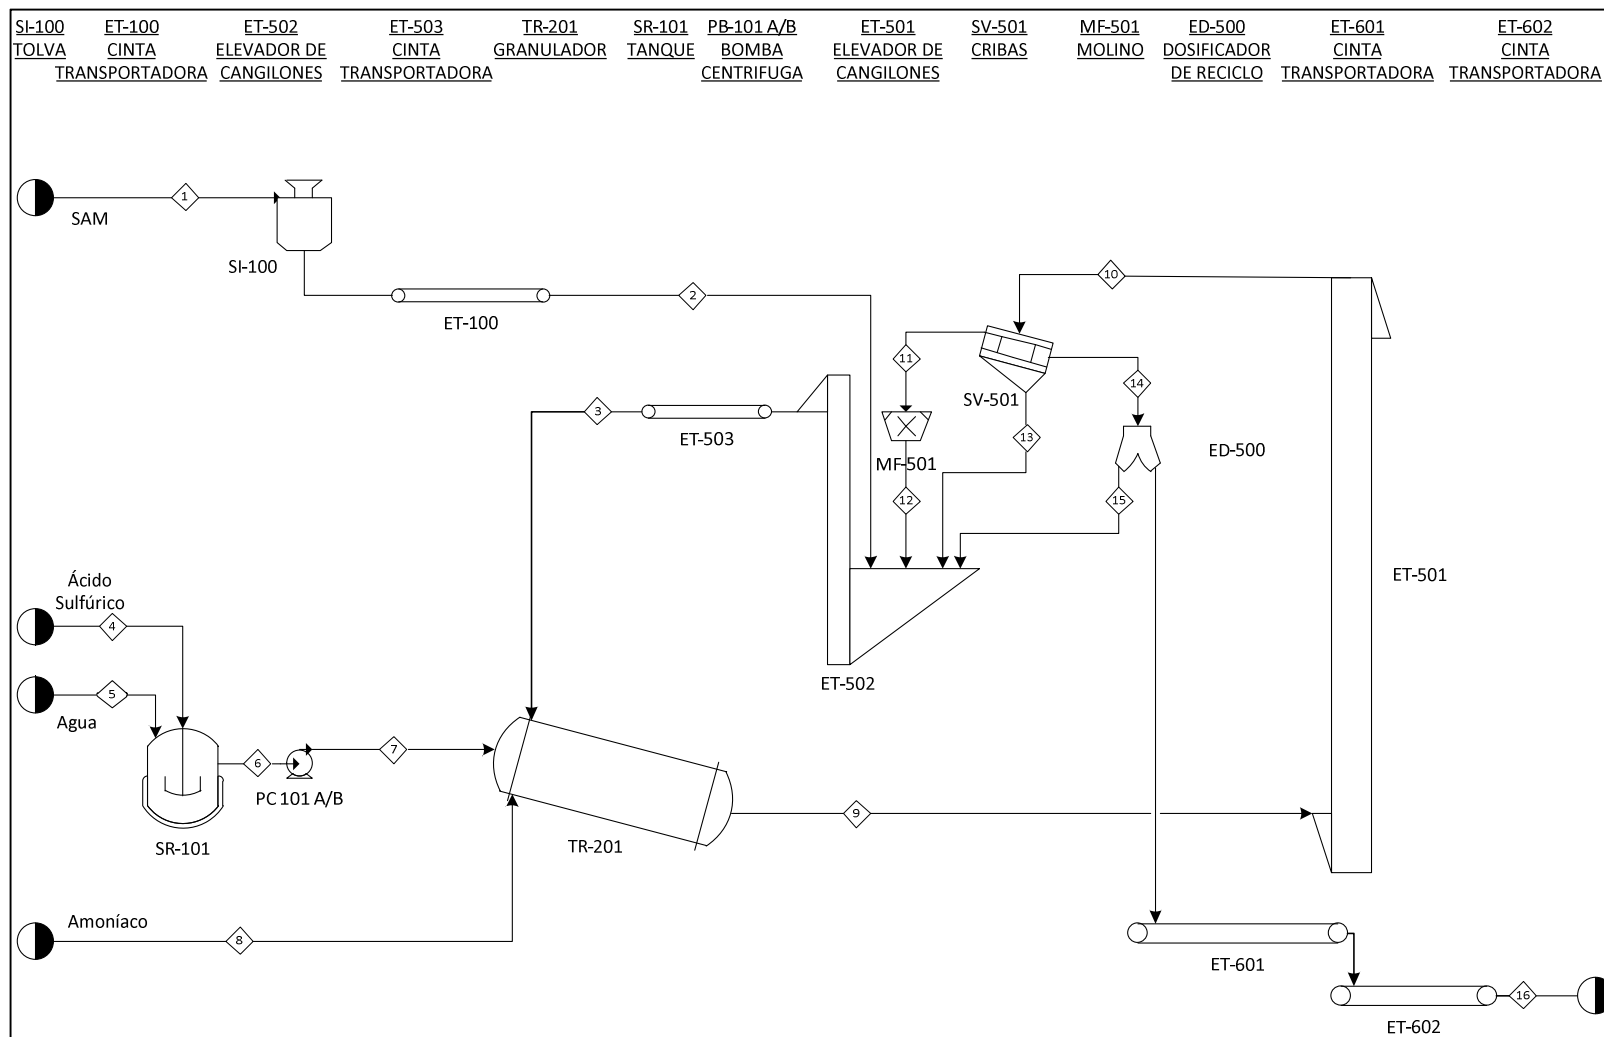 SI-100
TOLVA
ET-100
CINTA
TRANSPORTADORA
ET-502
ELEVADOR DE
CANGILONES
ET-503
CINTA
TRANSPORTADORA
TR-201
GRANULADOR
SR-101
TANQUE
PB-101 A/B
BOMBA
CENTRIFUGA
ET-501
ELEVADOR DE
CANGILONES
SV-501
CRIBAS
MF-501
MOLINO
ED-500
DOSIFICADOR
DE RECICLO
ET-601
CINTA
TRANSPORTADORA
ET-602
CINTA
TRANSPORTADORA
1
SAM
SI-100
2
ET-100
10
11
14
SV-501
3
ET-503
13
MF-501
ED-500
12
15
ET-501
Ácido
Sulfúrico
4
ET-502
5
Agua
6
7
PC 101 A/B
SR-101
TR-201
9
Amoníaco
8
ET-601
16
ET-602